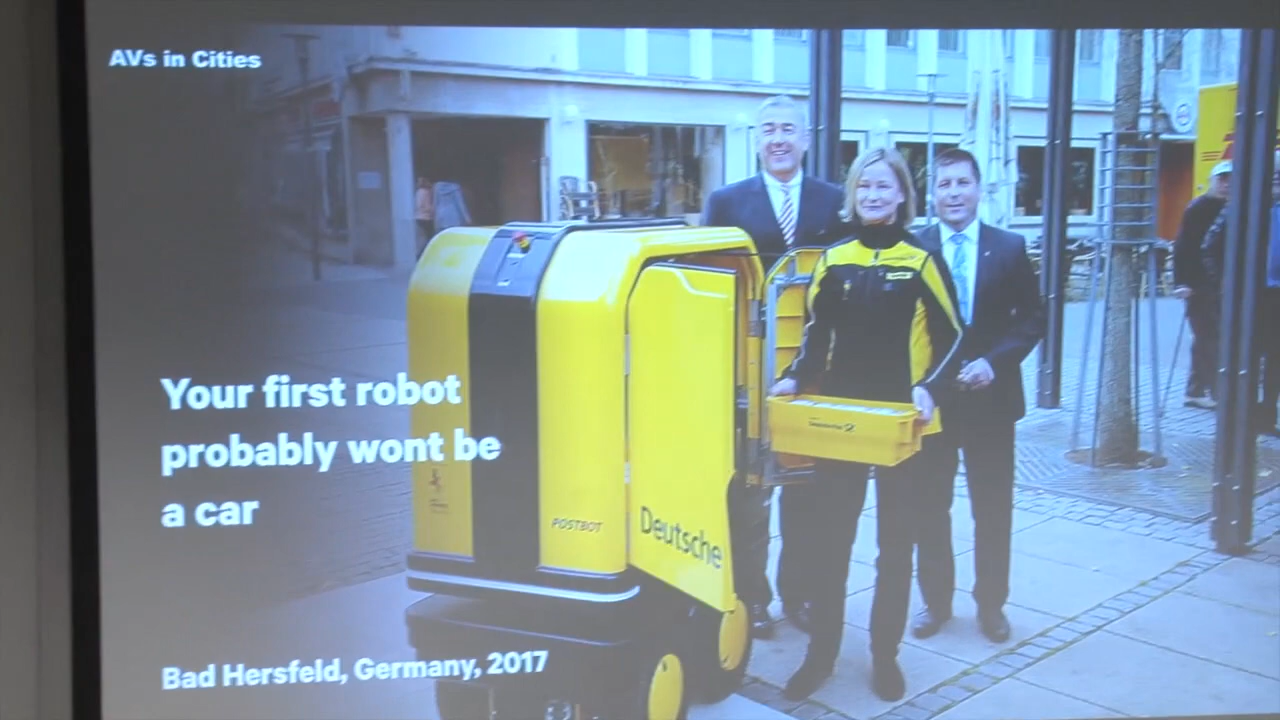 AVs in Cities
Your first robot
probably wont be
a car
POSTBOT
Deutsche
Bad Hersfeld, Germany, 2017